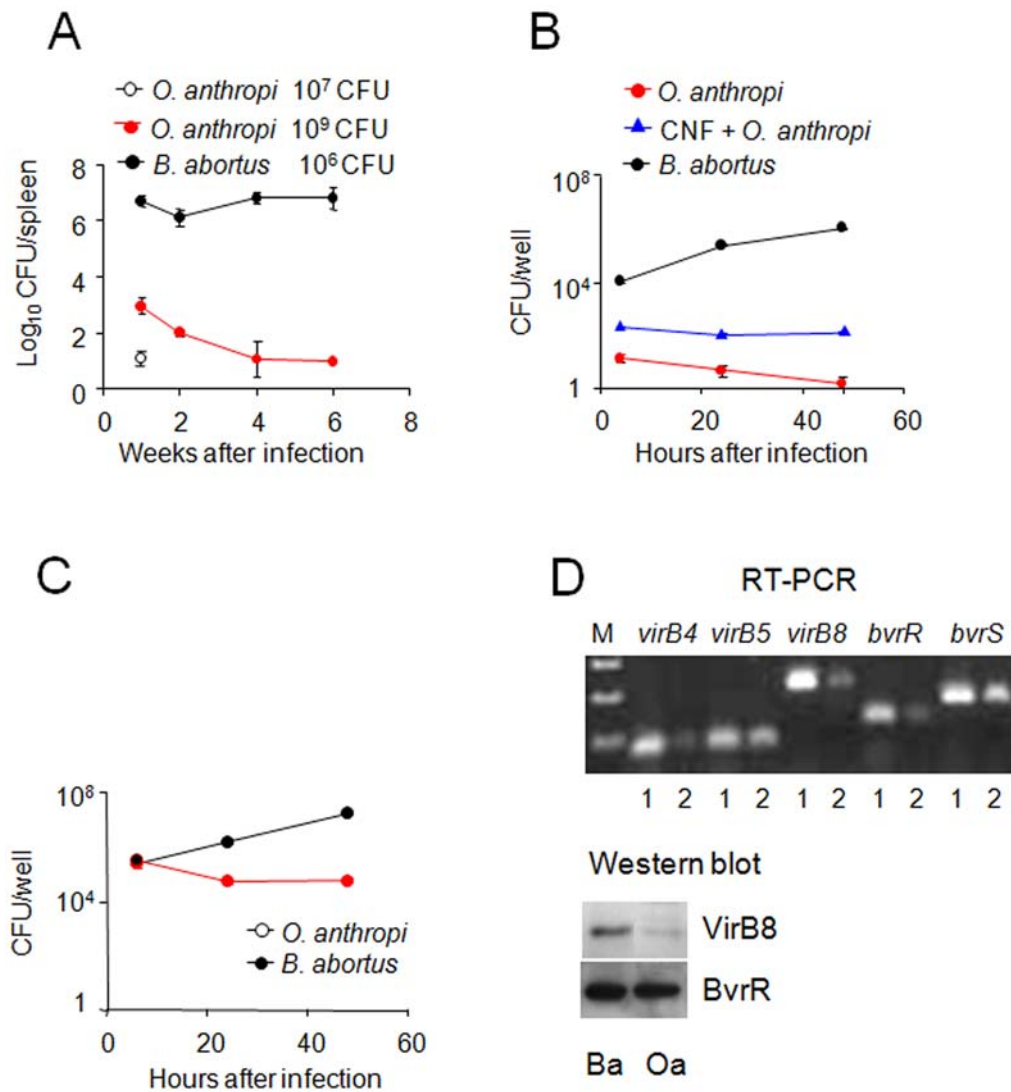 A
O. anthropi 10⁷ CFU
O. anthropi 10⁹ CFU
B. abortus 10⁶ CFU
Log₁₀ CFU/spleen
8
6
4
2
0
0 2 4 6 8
Weeks after infection
B
O. anthropi
CNF + O. anthropi
B. abortus
CFU/well
10⁸
10⁴
1
0 20 40 60
Hours after infection
C
CFU/well
10⁸
10⁴
1
O. anthropi
B. abortus
0 20 40 60
Hours after infection
D
RT-PCR
M virB4 virB5 virB8 bvrR bvrS
1 2 1 2 1 2 1 2 1 2
Western blot
VirB8
BvrR
Ba Oa